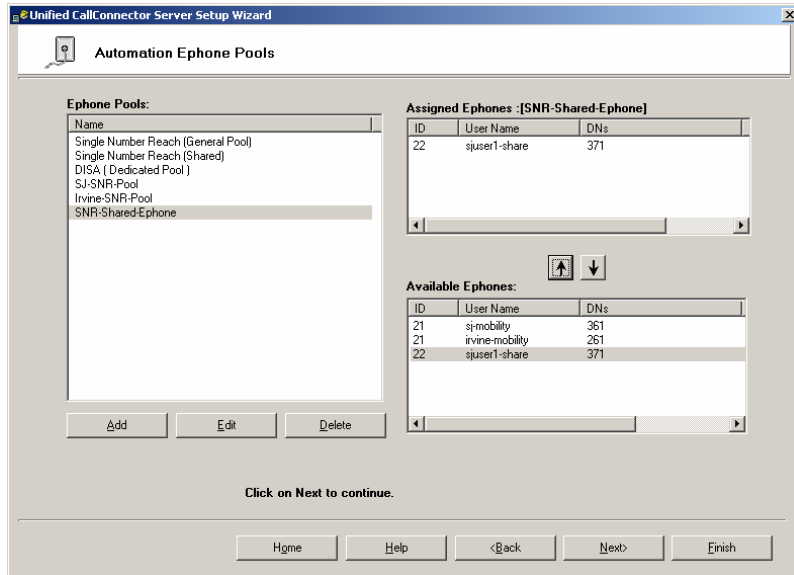 Unified CallConnector Server Setup Wizard
Automation Ephone Pools
Ephone Pools:
Name
Single Number Reach (General Pool)
Single Number Reach (Shared)
DISA ( Dedicated Pool )
SJ-SNR-Pool
Irvine-SNR-Pool
SNR-Shared-Ephone
Add Edit Delete
Assigned Ephones :[SNR-Shared-Ephone]
ID User Name DNs
22 sjuser1-share 371
Available Ephones:
ID User Name DNs
21 sj-mobility 361
21 irvine-mobility 261
22 sjuser1-share 371
Click on Next to continue.
Home Help <Back Next> Finish